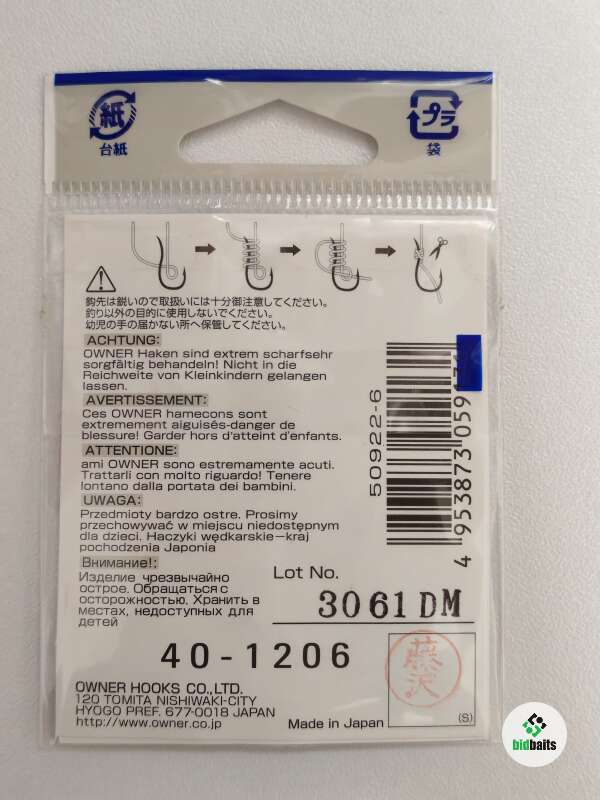 紙
台紙
プラ
袋
鈎先は鋭いので取扱いには十分御注意してください。
釣り以外の目的に使用しないでください。
幼児の手の届かない所へ保管してください。
ACHTUNG:
OWNER Haken sind extrem scharfsehr
sorgfältig behandeln! Nicht in die
Reichweite von Kleinkindern gelangen
lassen.
AVERTISSEMENT:
Ces OWNER hamecons sont
extremement aiguisés-danger de
blessure! Garder hors d'atteint d'enfants.
ATTENTIONE:
ami OWNER sono estremamente acuti.
Trattarli con molto riguardo! Tenere
lontano dalla portata dei bambini.
UWAGA:
Przedmioty bardzo ostre. Prosimy
przechowywać w miejscu niedostępnym
dla dzieci. Haczyki wędkarskie–kraj
pochodzenia Japonia
Внимание!:
Изделие чрезвычайно
острое. Обращаться с
осторожностью. Хранить в
местах, недоступных для
детей
50922-6
4 953873 059
Lot No.
3061DM
40-1206
藤沢
OWNER HOOKS CO.,LTD.
120 TOMITA NISHIWAKI-CITY
HYOGO PREF. 677-0018 JAPAN
http://www.owner.co.jp
Made in Japan
(S)
bidbaits